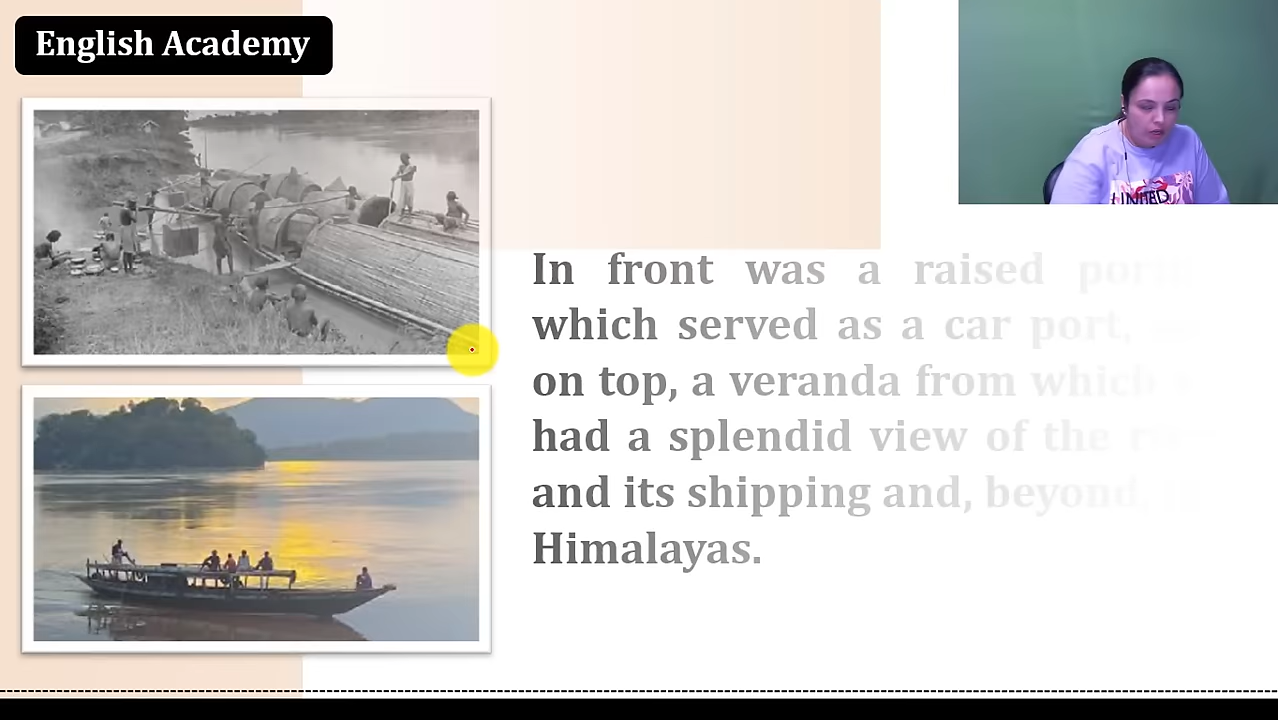 English Academy
UNITED
In front was a raised
which served as a car port,
on top, a veranda from which
had a splendid view of the
and its shipping and, beyond,
Himalayas.